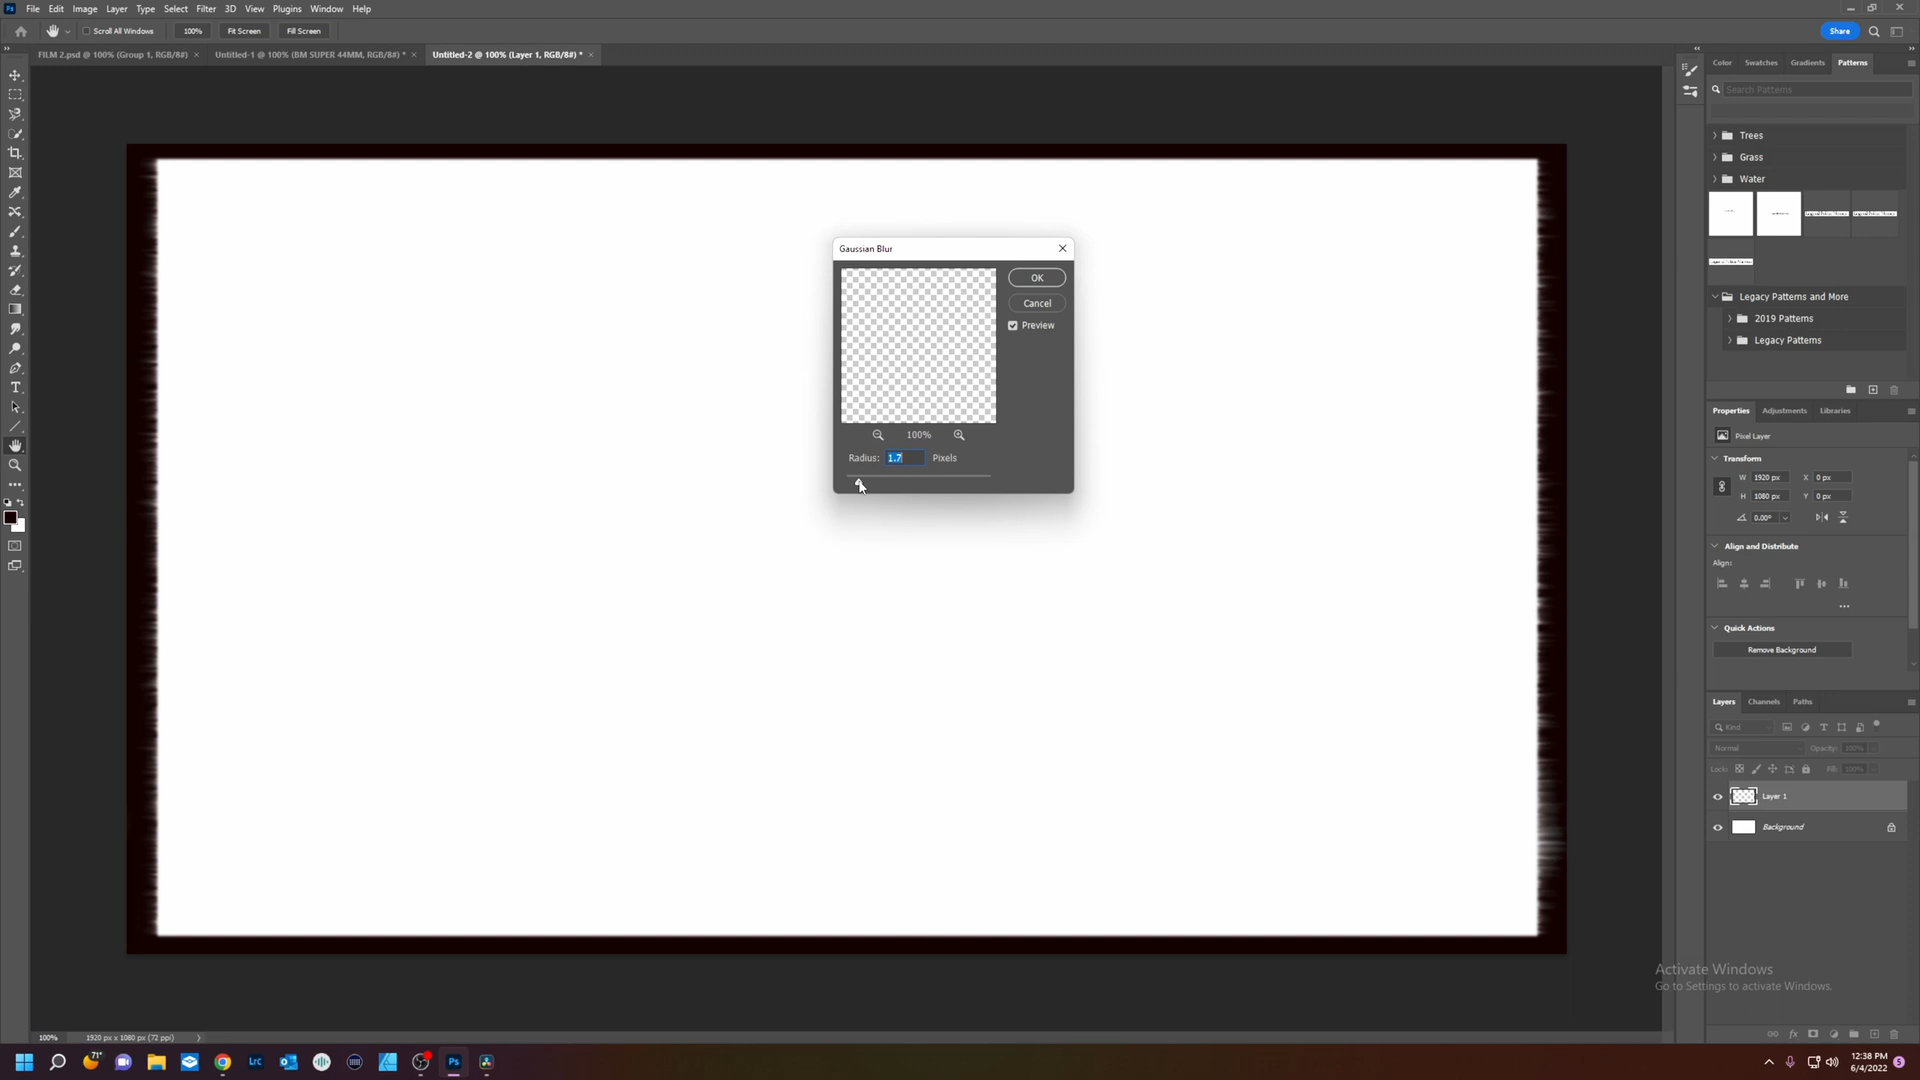 Ps File Edit Image Layer Type Select Filter 3D View Plugins Window Help
Scroll All Windows 100% Fit Screen Fill Screen Share
FILM 2.psd @ 100% (Group 1, RGB/8#) × Untitled-1 @ 100% (BM SUPER 44MM, RGB/8#) * × Untitled-2 @ 100% (Layer 1, RGB/8#) * ×
Color Swatches Gradients Patterns
Search Patterns
Trees
Grass
Water
Legacy Patterns and More
2019 Patterns
Legacy Patterns
Gaussian Blur
OK
Cancel
Preview
100%
Radius: 1.7 Pixels
Properties Adjustments Libraries
Pixel Layer
Transform
W 1920 px X 0 px
H 1080 px Y 0 px
0.00°
Align and Distribute
Align:
Quick Actions
Remove Background
Layers Channels Paths
Kind
Normal Opacity: 100%
Lock: Fill: 100%
Layer 1
Background
Activate Windows
Go to Settings to activate Windows.
100% 1920 px x 1080 px (72 ppi)
71° LrC Ps
12:38 PM
6/4/2022
5